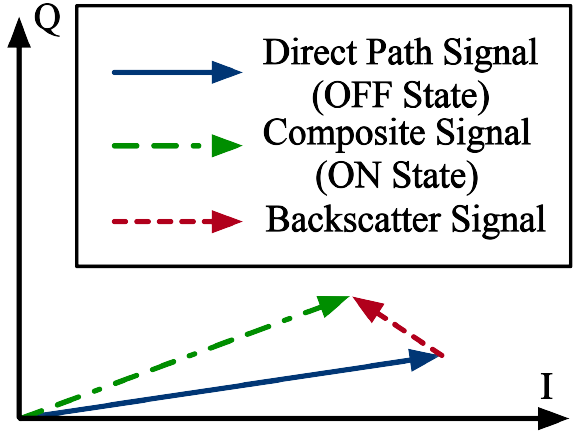 Q
Direct Path Signal
(OFF State)
Composite Signal
(ON State)
Backscatter Signal
I